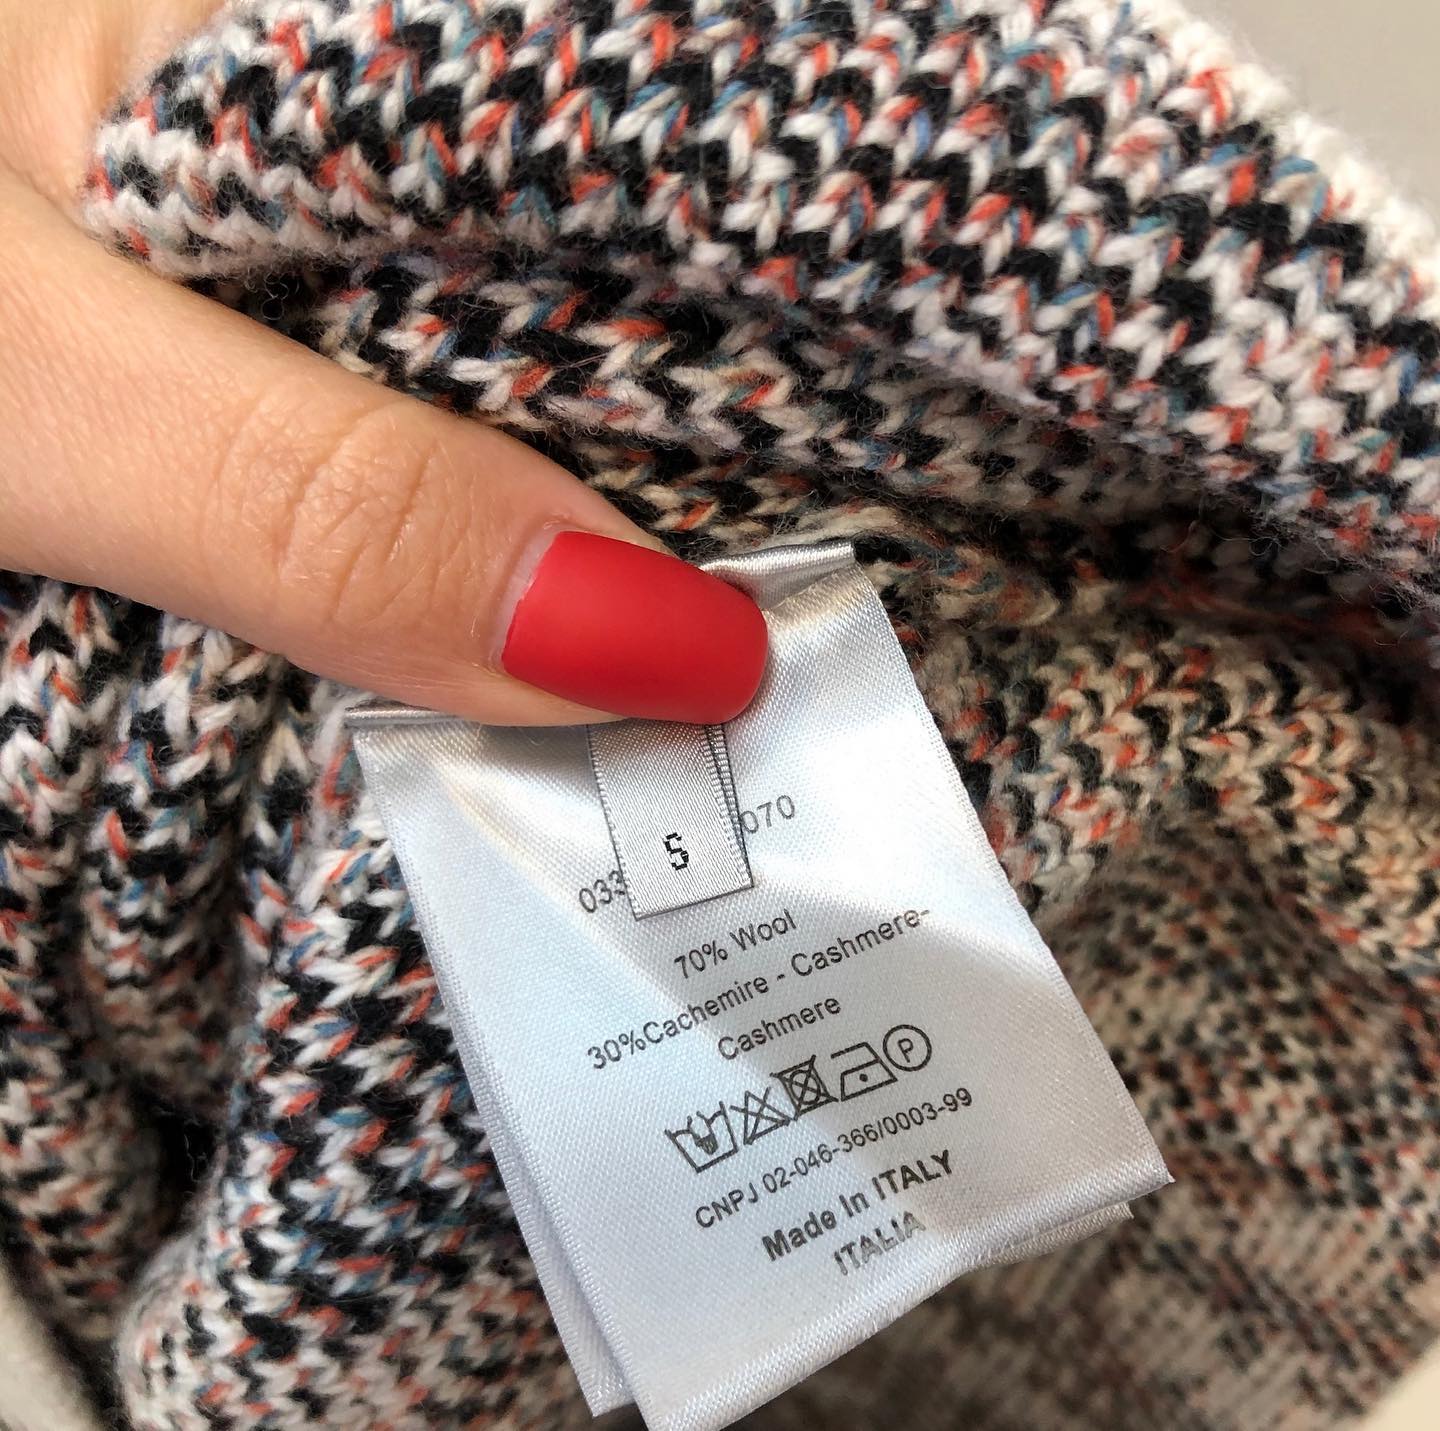 S
033 070
70% Wool
30%Cachemire - Cashmere-
Cashmere
P
CNPJ 02-046-366/0003-99
Made In ITALY
ITALIA